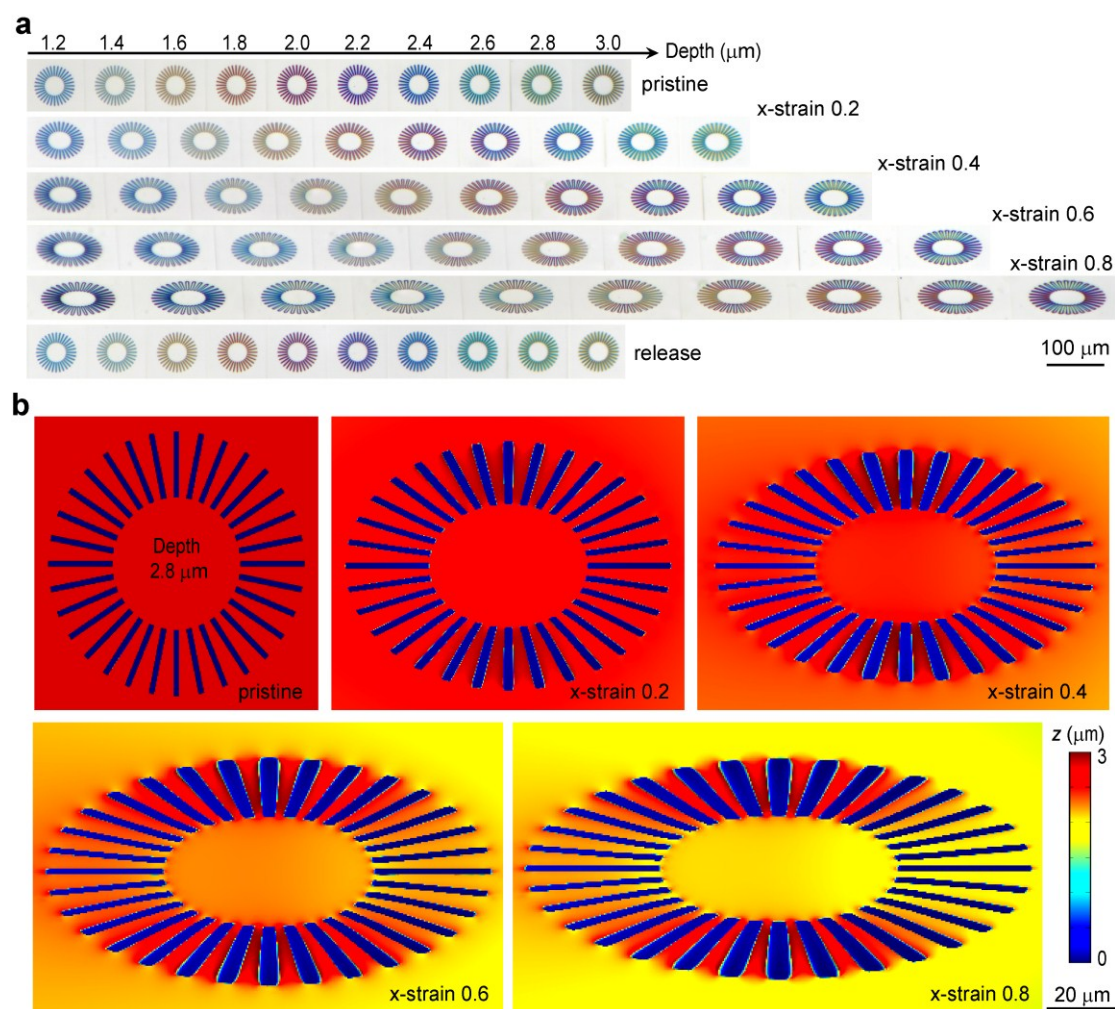 a
1.2 1.4 1.6 1.8 2.0 2.2 2.4 2.6 2.8 3.0 Depth (μm)
pristine
x-strain 0.2
x-strain 0.4
x-strain 0.6
x-strain 0.8
release
100 μm
b
Depth
2.8 μm
pristine
x-strain 0.2
x-strain 0.4
x-strain 0.6
x-strain 0.8
z (μm)
3
0
20 μm